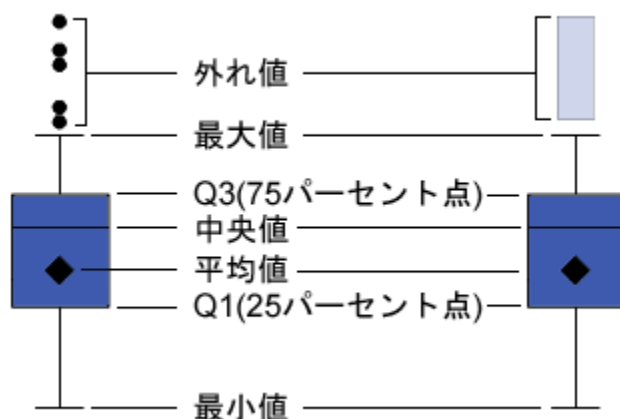 外れ値
最大値
Q3(75パーセント点)
中央値
平均値
Q1(25パーセント点)
最小値